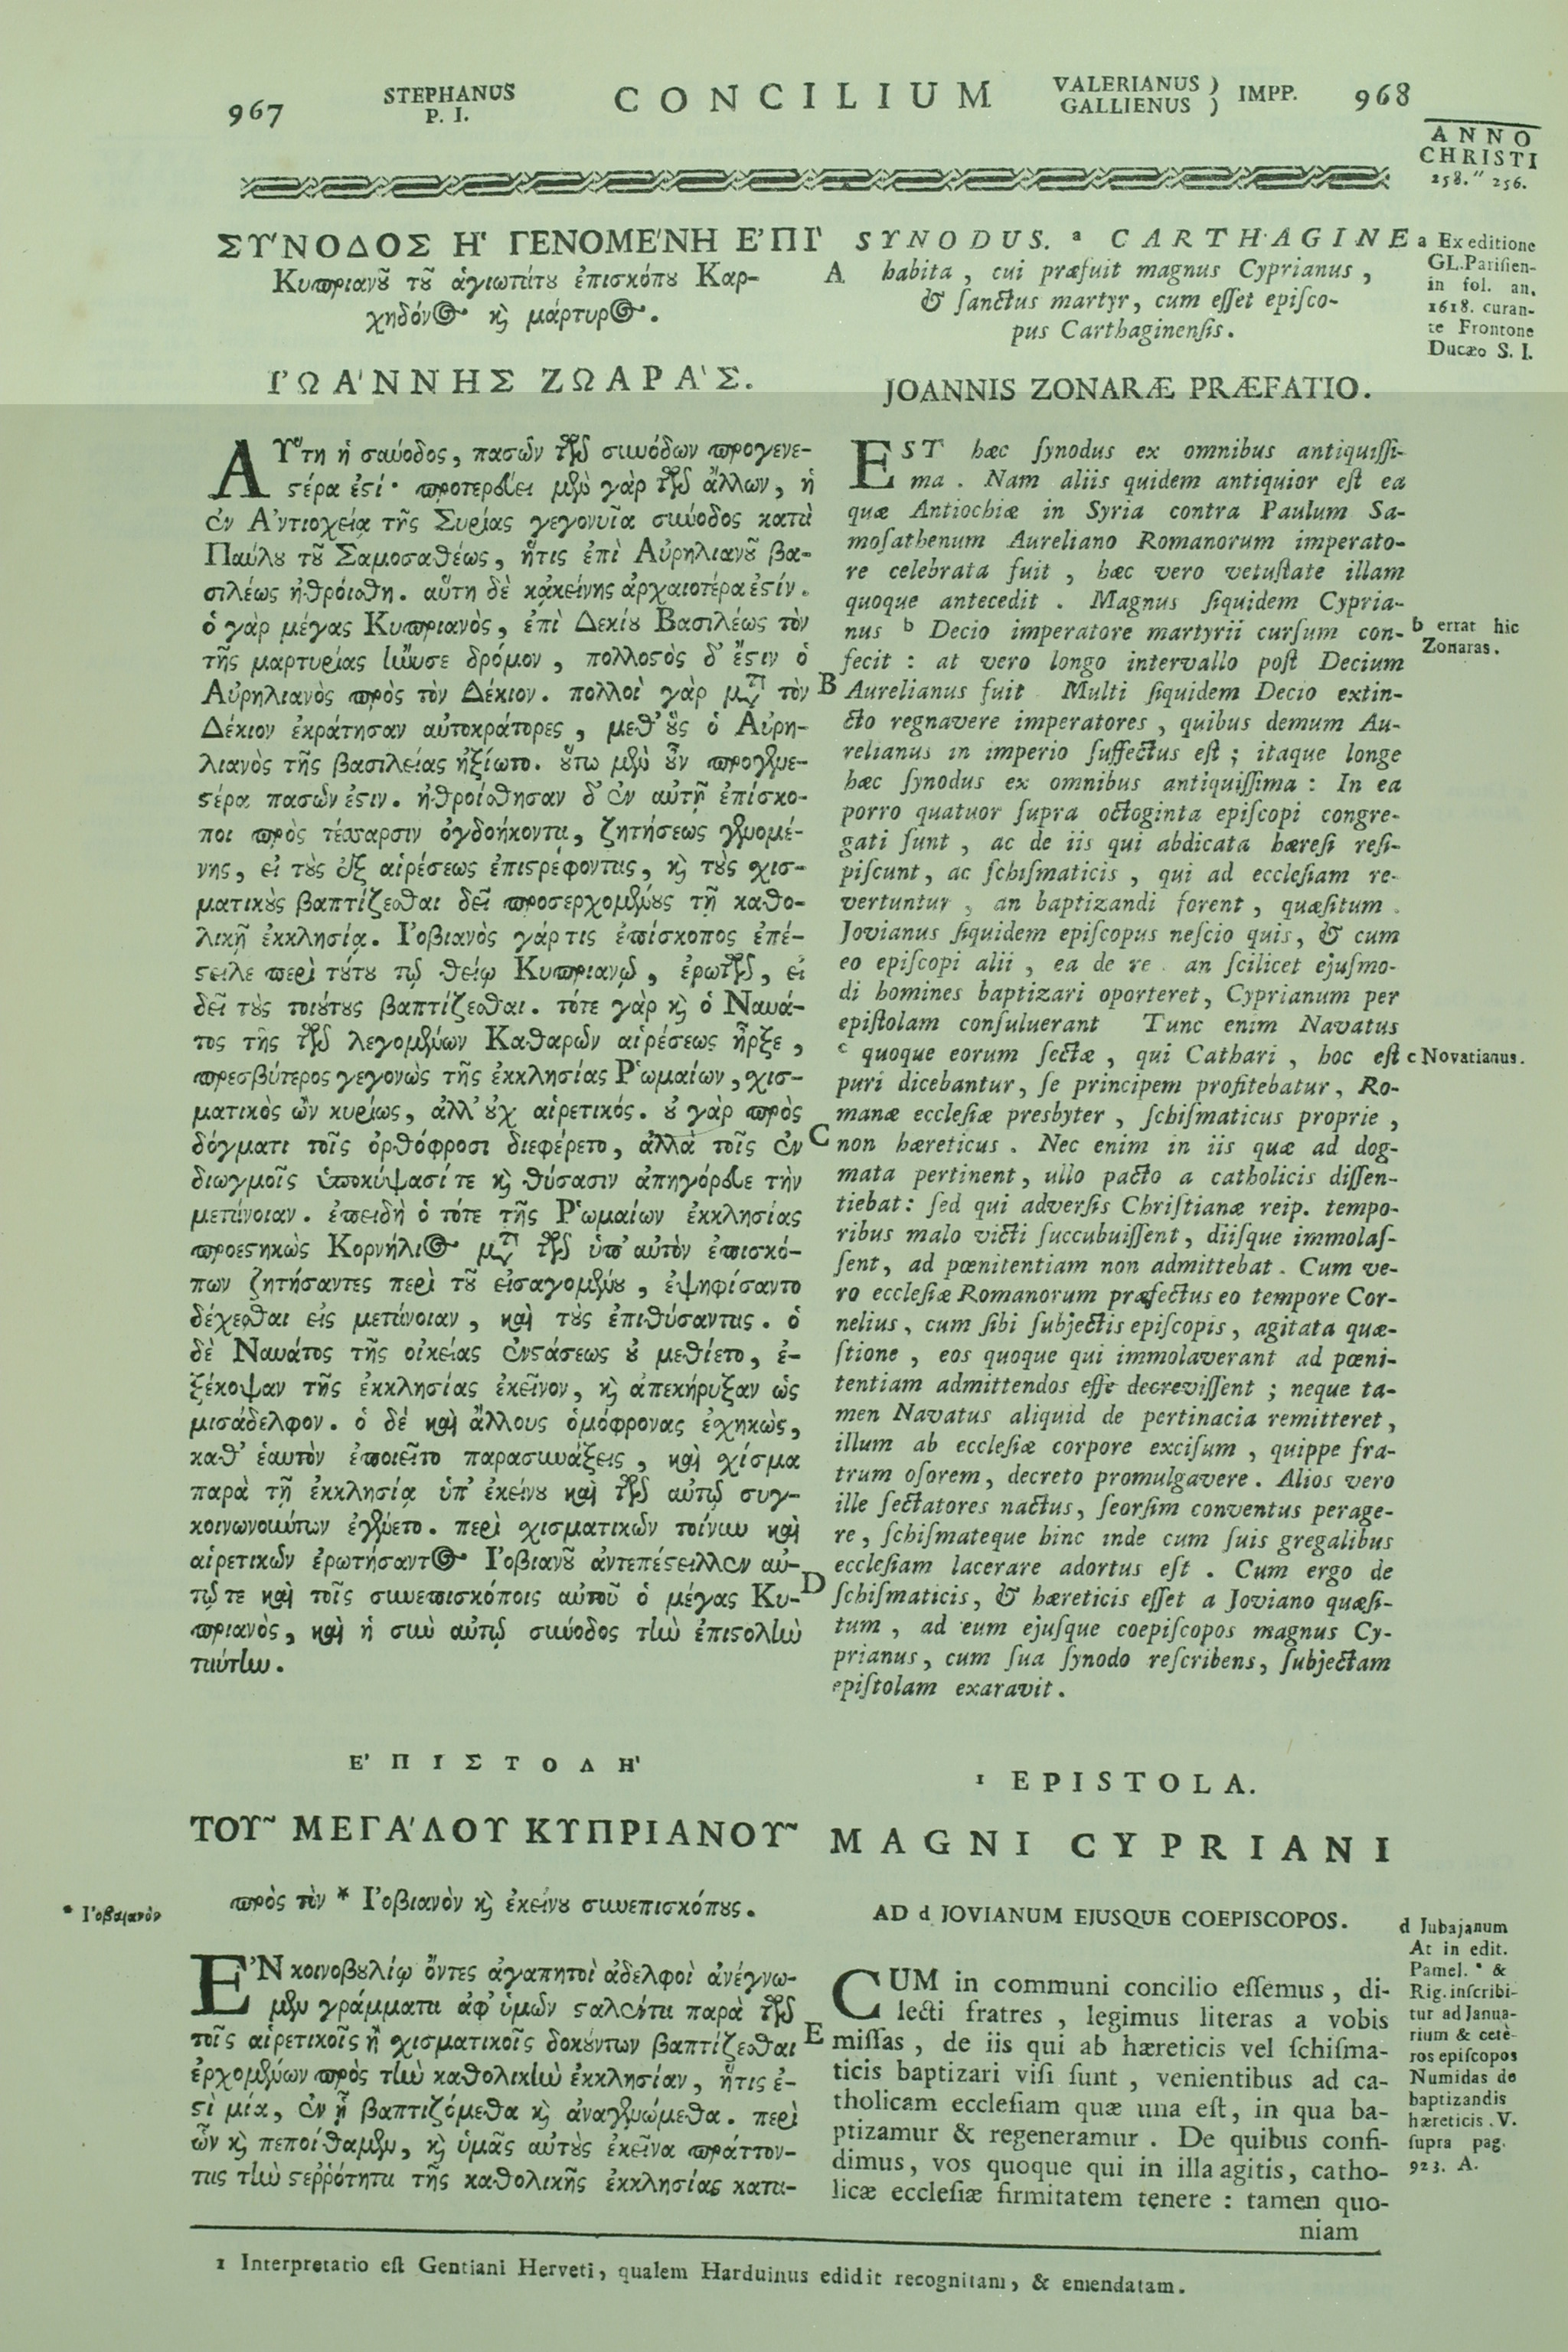 967
STEPHANUS
P. I.
CONCILIUM
VALERIANUS )
GALLIENUS )
IMPP.
968
ANNO
CHRISTI
258." 256.
ΣΥ'ΝΟΔΟΣ Η' ΓΕΝΟΜΕ'ΝΗ Ε'ΠΙ'
Κυπριανοῦ τοῦ ἁγιωτάτου ἐπισκόπου Καρ-
χηδόνος καὶ μάρτυρος.
Ι'ΩΑ'ΝΝΗΣ ΖΩΑΡΑ'Σ.
ΑΥ῞τη ἡ σαύοδος, πασῶν τῶν συνόδων προγενε-
στέρα ἐστί· προτερεύει μὲν γὰρ τῶν ἄλλων, ἡ
ἐν Ἀντιοχείᾳ τῆς Συρίας γεγονυῖα σύνοδος κατὰ
Παύλου τοῦ Σαμοσαθέως, ἥτις ἐπὶ Αὐρηλιανοῦ βα-
σιλέως ἠθροίσθη. αὕτη δὲ κἀκείνης ἀρχαιοτέρα ἐστίν.
ὁ γὰρ μέγας Κυπριανὸς, ἐπὶ Δεκίου Βασιλέως τὸν
τῆς μαρτυρίας ἤνυσε δρόμον, πολλοστὸς δ' ἔστιν ὁ
Αὐρηλιανὸς πρὸς τὸν Δέκιον. πολλοὶ γὰρ μετὰ τὸν
Δέκιον ἐκράτησαν αὐτοκράτορες, μεθ' οὓς ὁ Αὐρη-
λιανὸς τῆς βασιλείας ἠξίωτο. οὕτω μὲν οὖν προγενε-
στέρα πασῶν ἐστιν. ἠθροίσθησαν δ' ἐν αὐτῇ ἐπίσκο-
ποι πρὸς τέσσαρσιν ὀγδοήκοντα, ζητήσεως γενομέ-
νης, εἰ τοὺς ἐξ αἱρέσεως ἐπιστρέφοντας, καὶ τοὺς σχισ-
ματικοὺς βαπτίζεσθαι δεῖ προσερχομένους τῇ καθο-
λικῇ ἐκκλησίᾳ. Ἰοβιανὸς γάρ τις ἐπίσκοπος ἐπέ-
στειλε περὶ τούτου τῷ θείῳ Κυπριανῷ, ἐρωτῶν, εἰ
δεῖ τοὺς τοιούτους βαπτίζεσθαι. τότε γὰρ καὶ ὁ Ναυά-
τος τῆς τῶν λεγομένων Καθαρῶν αἱρέσεως ἦρξε,
πρεσβύτερος γεγονὼς τῆς ἐκκλησίας Ῥωμαίων, σχισ-
ματικὸς ὢν κυρίως, ἀλλ' οὐχ αἱρετικός. οὐ γὰρ πρὸς
δόγματι τοῖς ὀρθόφροσι διεφέρετο, ἀλλὰ τοῖς ἐν
διωγμοῖς ὑποκύψασί τε καὶ θύσασιν ἀπηγόρευε τὴν
μετάνοιαν. ἐπειδὴ ὁ τότε τῆς Ῥωμαίων ἐκκλησίας
προεστηκὼς Κορνήλιος μετὰ τῶν ὑπ' αὐτὸν ἐπισκό-
πων ζητήσαντες περὶ τοῦ εἰσαγομένου, ἐψηφίσαντο
δέχεσθαι εἰς μετάνοιαν, καὶ τοὺς ἐπιθύσαντας. ὁ
δὲ Ναυάτος τῆς οἰκείας ἐνστάσεως οὐ μεθίετο, ἐ-
ξέκοψαν τῆς ἐκκλησίας ἐκεῖνον, καὶ ἀπεκήρυξαν ὡς
μισάδελφον. ὁ δὲ καὶ ἄλλους ὁμόφρονας ἐσχηκὼς,
καθ' ἑαυτὸν ἐποιεῖτο παρασυνάξεις, καὶ σχίσμα
παρὰ τῇ ἐκκλησίᾳ ὑπ' ἐκείνου καὶ τῶν αὐτῷ συγ-
κοινωνούντων ἐγένετο. περὶ σχισματικῶν τοίνυν καὶ
αἱρετικῶν ἐρωτήσαντος Ἰοβιανοῦ ἀντεπέστειλλεν αὐ-
τῷ τε καὶ τοῖς συνεπισκόποις αὐτοῦ ὁ μέγας Κυ-
πριανὸς, καὶ ἡ σὺν αὐτῷ σύνοδος τὴν ἐπιστολὴν
ταύτην.
Ε'ΠΙΣΤΟΛΗ'
ΤΟΥ͂ ΜΕΓΑ'ΛΟΥ ΚΥΠΡΙΑΝΟΥ͂
πρὸς τὸν * Ἰοβιανὸν καὶ ἐκείνου συνεπισκόπους.
* Ἰοβαιανὸν
Ε'Ν κοινοβουλίῳ ὄντες ἀγαπητοὶ ἀδελφοὶ ἀνέγνω-
μεν γράμματα ἀφ' ὑμῶν σταλέντα παρὰ τῶν
τοῖς αἱρετικοῖς ἢ σχισματικοῖς δοκούντων βαπτίζεσθαι
ἐρχομένων πρὸς τὴν καθολικὴν ἐκκλησίαν, ἥτις ἐ-
στὶ μία, ἐν ᾗ βαπτιζόμεθα καὶ ἀναγεννώμεθα. περὶ
ὧν καὶ πεποίθαμεν, καὶ ὑμᾶς αὐτοὺς ἐκεῖνα πράττον-
τας τὴν στεῤῥότητα τῆς καθολικῆς ἐκκλησίας κατα-
A
B
C
D
E
SYNODUS. a CARTHAGINE
habita, cui præfuit magnus Cyprianus,
& ſanctus martyr, cum eſſet epiſco-
pus Carthaginenſis.
JOANNIS ZONARÆ PRÆFATIO.
EST hæc ſynodus ex omnibus antiquiſſi-
ma. Nam aliis quidem antiquior eſt ea
quæ Antiochiæ in Syria contra Paulum Sa-
moſathenum Aureliano Romanorum imperato-
re celebrata fuit, hæc vero vetuſtate illam
quoque antecedit. Magnus ſiquidem Cypria-
nus b Decio imperatore martyrii curſum con-
fecit: at vero longo intervallo poſt Decium
Aurelianus fuit Multi ſiquidem Decio extin-
cto regnavere imperatores, quibus demum Au-
relianus in imperio ſuffectus eſt; itaque longe
hæc ſynodus ex omnibus antiquiſſima: In ea
porro quatuor ſupra octoginta epiſcopi congre-
gati ſunt, ac de iis qui abdicata hæreſi reſi-
piſcunt, ac ſchiſmaticis, qui ad eccleſiam re-
vertuntur, an baptizandi forent, quæſitum.
Jovianus ſiquidem epiſcopus neſcio quis, & cum
eo epiſcopi alii, ea de re. an ſcilicet ejuſmo-
di homines baptizari oporteret, Cyprianum per
epiſtolam conſuluerant Tunc enim Navatus
c quoque eorum ſectæ, qui Cathari, hoc eſt
puri dicebantur, ſe principem profitebatur, Ro-
manæ eccleſiæ presbyter, ſchiſmaticus proprie,
non hæreticus. Nec enim in iis quæ ad dog-
mata pertinent, ullo pacto a catholicis diſſen-
tiebat: ſed qui adverſis Chriſtianæ reip. tempo-
ribus malo victi ſuccubuiſſent, diiſque immolaſ-
ſent, ad pœnitentiam non admittebat. Cum ve-
ro eccleſiæ Romanorum præfectus eo tempore Cor-
nelius, cum ſibi ſubjectis epiſcopis, agitata quæ-
ſtione, eos quoque qui immolaverant ad pœni-
tentiam admittendos eſſe decreviſſent; neque ta-
men Navatus aliquid de pertinacia remitteret,
illum ab eccleſiæ corpore exciſum, quippe fra-
trum oſorem, decreto promulgavere. Alios vero
ille ſectatores nactus, ſeorſim conventus perage-
re, ſchiſmateque hinc inde cum ſuis gregalibus
eccleſiam lacerare adortus eſt. Cum ergo de
ſchiſmaticis, & hæreticis eſſet a Joviano quæſi-
tum, ad eum ejuſque coepiſcopos magnus Cy-
prianus, cum ſua ſynodo reſcribens, ſubjectam
epiſtolam exaravit.
1 EPISTOLA.
MAGNI CYPRIANI
AD d JOVIANUM EJUSQUE COEPISCOPOS.
CUM in communi concilio eſſemus, di-
lecti fratres, legimus literas a vobis
miſſas, de iis qui ab hæreticis vel ſchiſma-
ticis baptizari viſi ſunt, venientibus ad ca-
tholicam eccleſiam quæ una eſt, in qua ba-
ptizamur & regeneramur. De quibus confi-
dimus, vos quoque qui in illa agitis, catho-
licæ eccleſiæ firmitatem tenere: tamen quo-
niam
a Ex editione
GL. Pariſien-
in fol. an.
1618. curan-
te Frontone
Ducæo S. I.
b errat hic
Zonaras.
c Novatianus.
d Jubajanum
At in edit.
Pamel. * &
Rig. inſcribi-
tur ad Janua-
rium & cetè-
ros epiſcopos
Numidas de
baptizandis
hæreticis. V.
ſupra pag.
923. A.
1 Interpretatio eſt Gentiani Herveti, qualem Harduinus edidit recognitam, & emendatam.